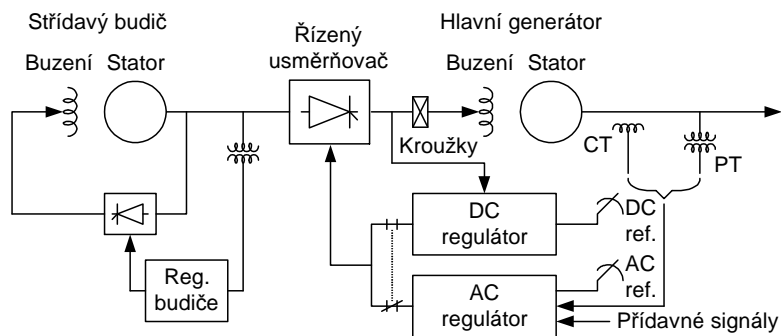 Střídavý budič
Hlavní generátor
Buzení
Stator
Řízený
usměrňovač
Buzení
Stator
Kroužky
CT
PT
DC
regulátor
DC
ref.
AC
regulátor
AC
ref.
Reg.
budiče
Přídavné signály